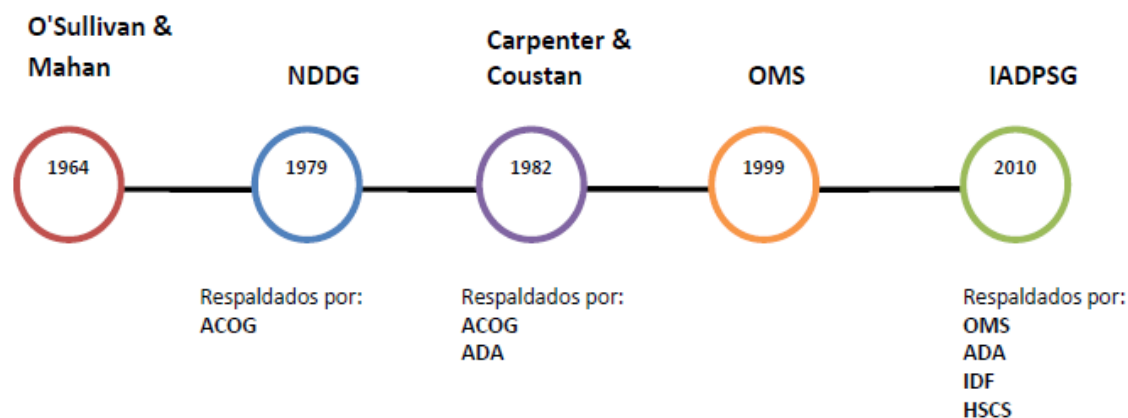 O'Sullivan &
Mahan
NDDG
Carpenter &
Coustan
OMS
IADPSG
1964
1979
1982
1999
2010
Respaldados por:
ACOG
Respaldados por:
ACOG
ADA
Respaldados por:
OMS
ADA
IDF
HSCS